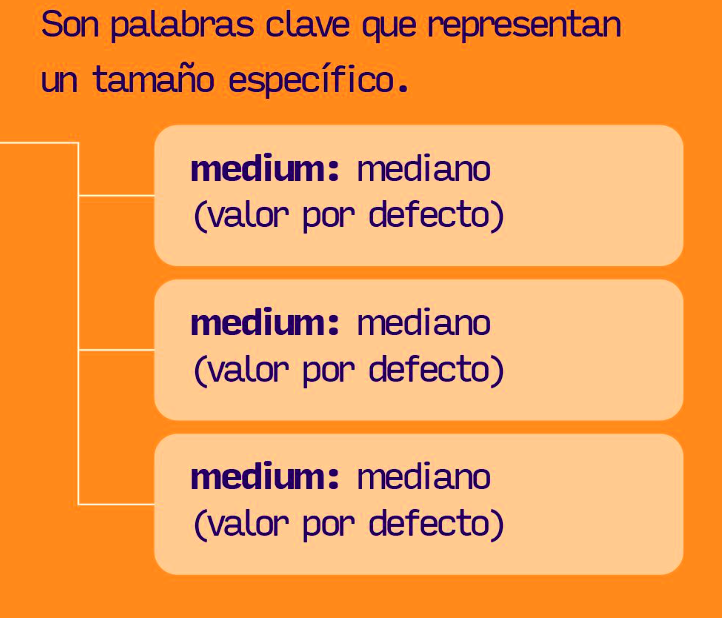 Son palabras clave que representan
un tamaño específico.
medium: mediano
(valor por defecto)
medium: mediano
(valor por defecto)
medium: mediano
(valor por defecto)